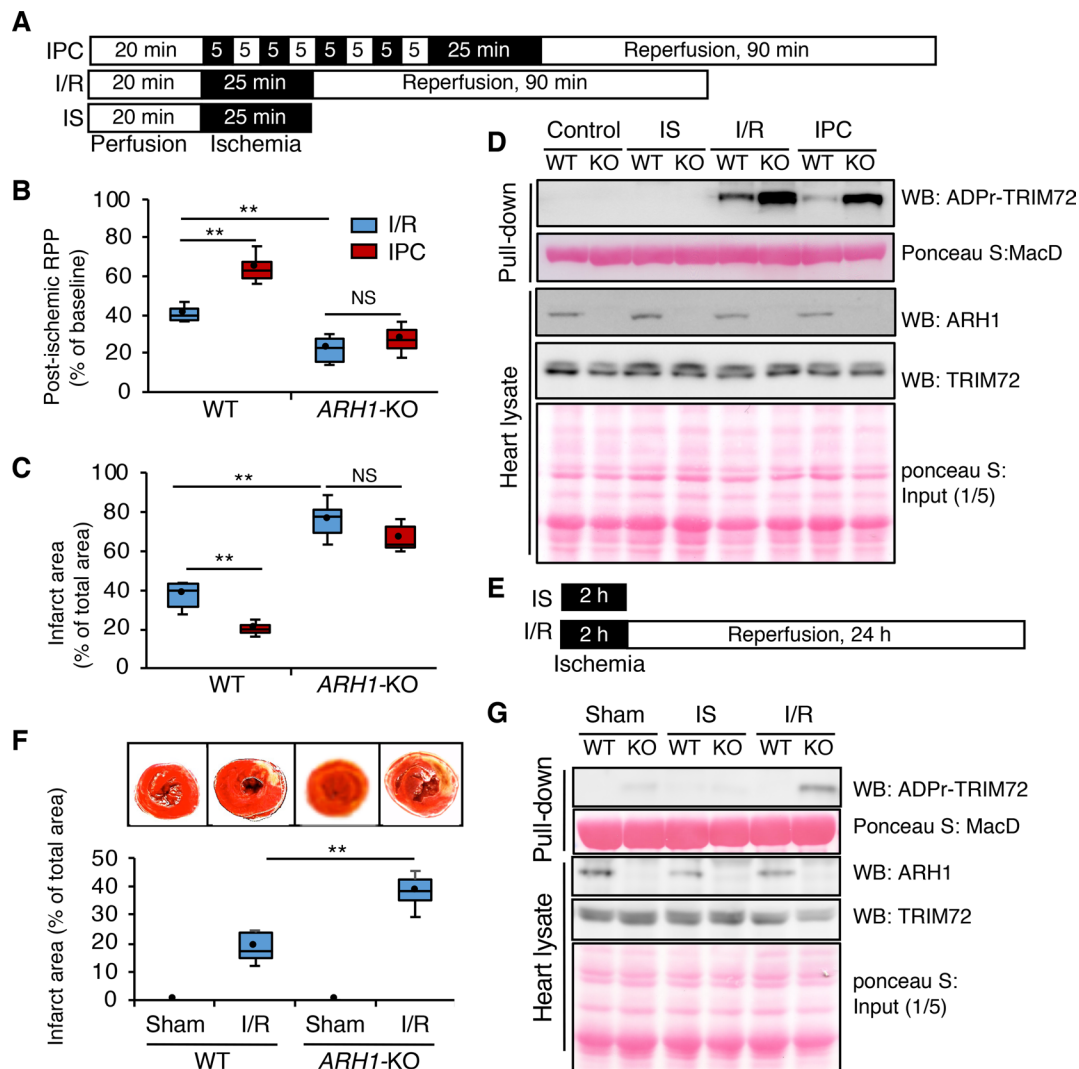 A
IPC 20 min 5 5 5 5 5 5 5 5 25 min Reperfusion, 90 min
I/R 20 min 25 min Reperfusion, 90 min
IS 20 min 25 min
Perfusion Ischemia
B
Post-ischemic RPP
(% of baseline)
100
80
60
40
20
0
**
**
NS
I/R
IPC
WT ARH1-KO
C
Infarct area
(% of total area)
100
80
60
40
20
0
**
**
NS
WT ARH1-KO
D
Control IS I/R IPC
WT KO WT KO WT KO WT KO
Pull-down
WB: ADPr-TRIM72
Ponceau S:MacD
Heart lysate
WB: ARH1
WB: TRIM72
ponceau S:
Input (1/5)
E
IS 2 h
I/R 2 h Reperfusion, 24 h
Ischemia
F
Infarct area (% of total area)
50
40
30
20
10
0
**
Sham I/R Sham I/R
WT ARH1-KO
G
Sham IS I/R
WT KO WT KO WT KO
Pull-down
WB: ADPr-TRIM72
Ponceau S: MacD
Heart lysate
WB: ARH1
WB: TRIM72
ponceau S:
Input (1/5)